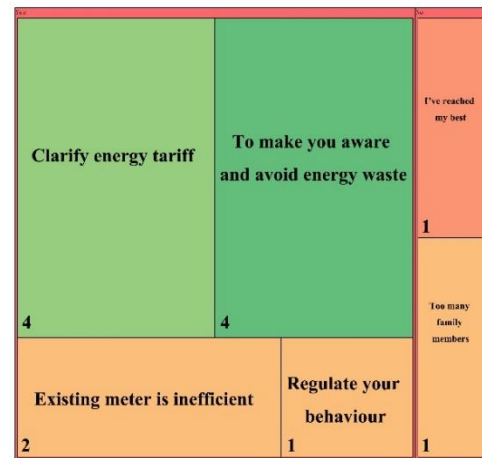 Clarify energy tariff
4
To make you aware
and avoid energy waste
4
Existing meter is inefficient
2
Regulate your
behaviour
1
I've reached
my best
1
Too many
family
members
1